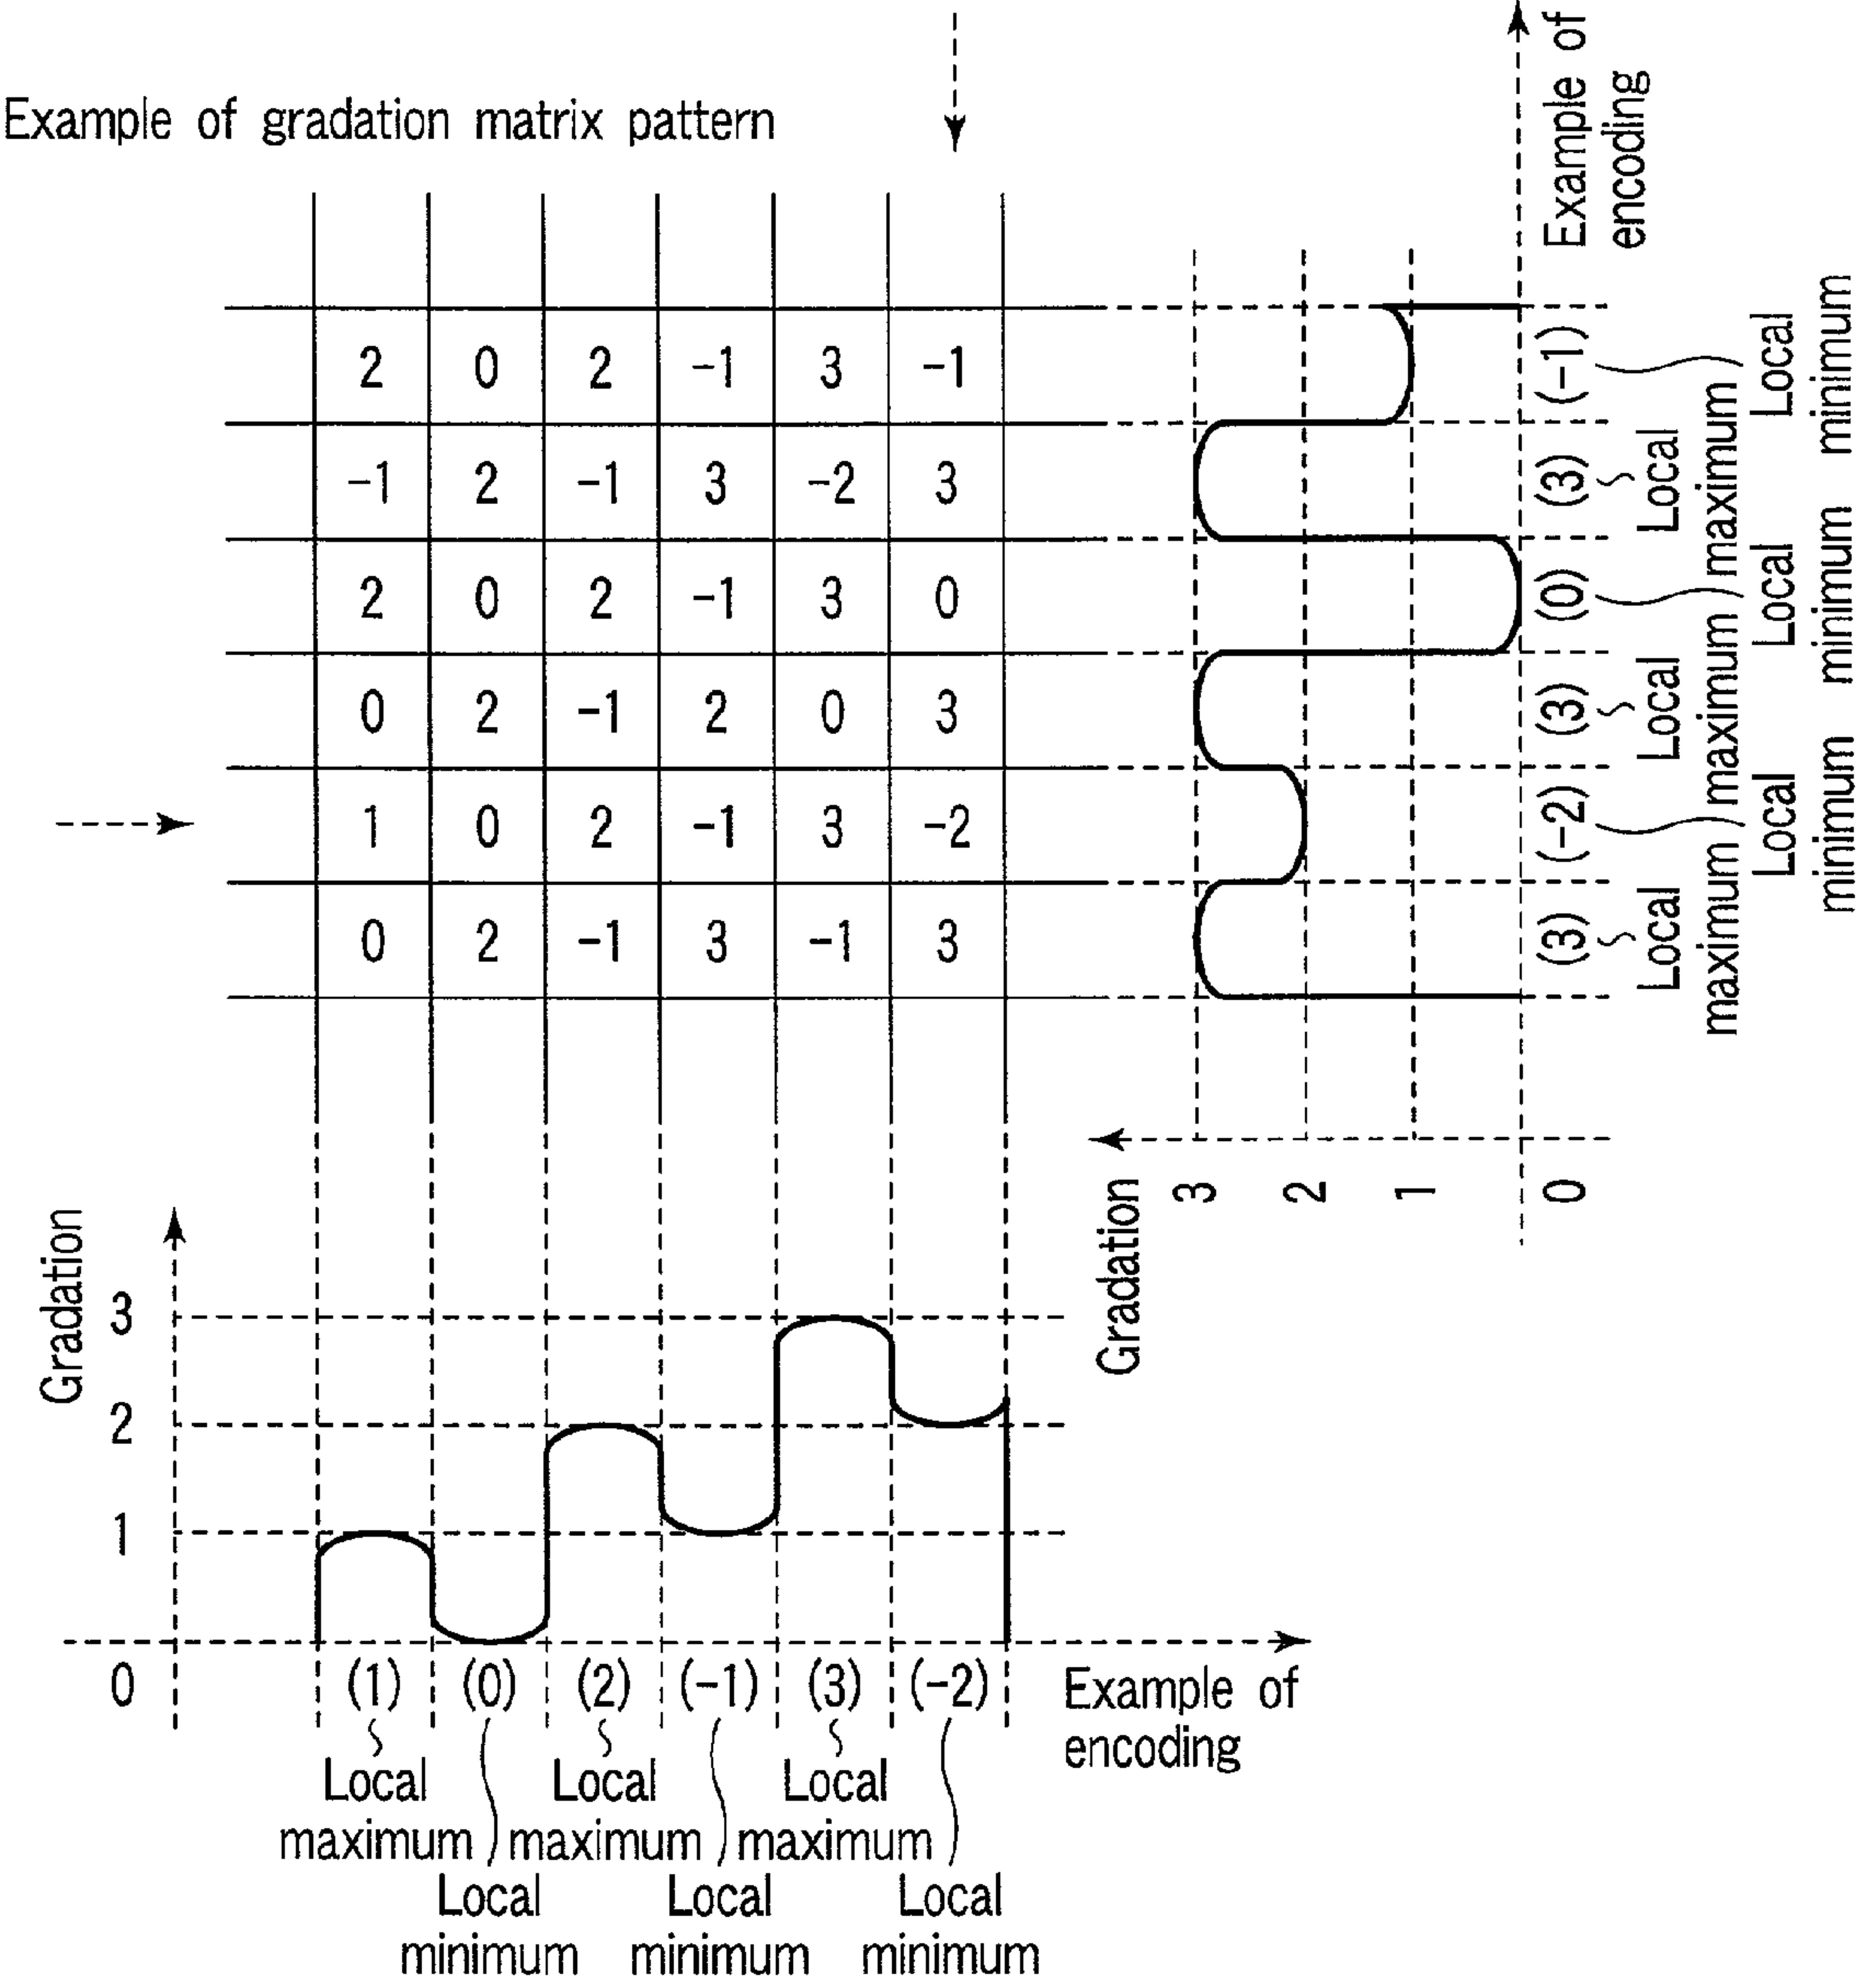 Example of gradation matrix pattern
2 0 2 -1 3 -1
-1 2 -1 3 -2 3
2 0 2 -1 3 0
0 2 -1 2 0 3
1 0 2 -1 3 -2
0 2 -1 3 -1 3
Example of
encoding
(-1)
Local
minimum
(3)
Local
maximum
(0)
Local
minimum
(3)
Local
maximum
(-2)
Local
minimum
(3)
Local
maximum
Gradation
3
2
1
0
Gradation
3
2
1
0
(1) (0) (2) (-1) (3) (-2)
Example of
encoding
Local Local Local
maximum maximum maximum
Local Local Local
minimum minimum minimum